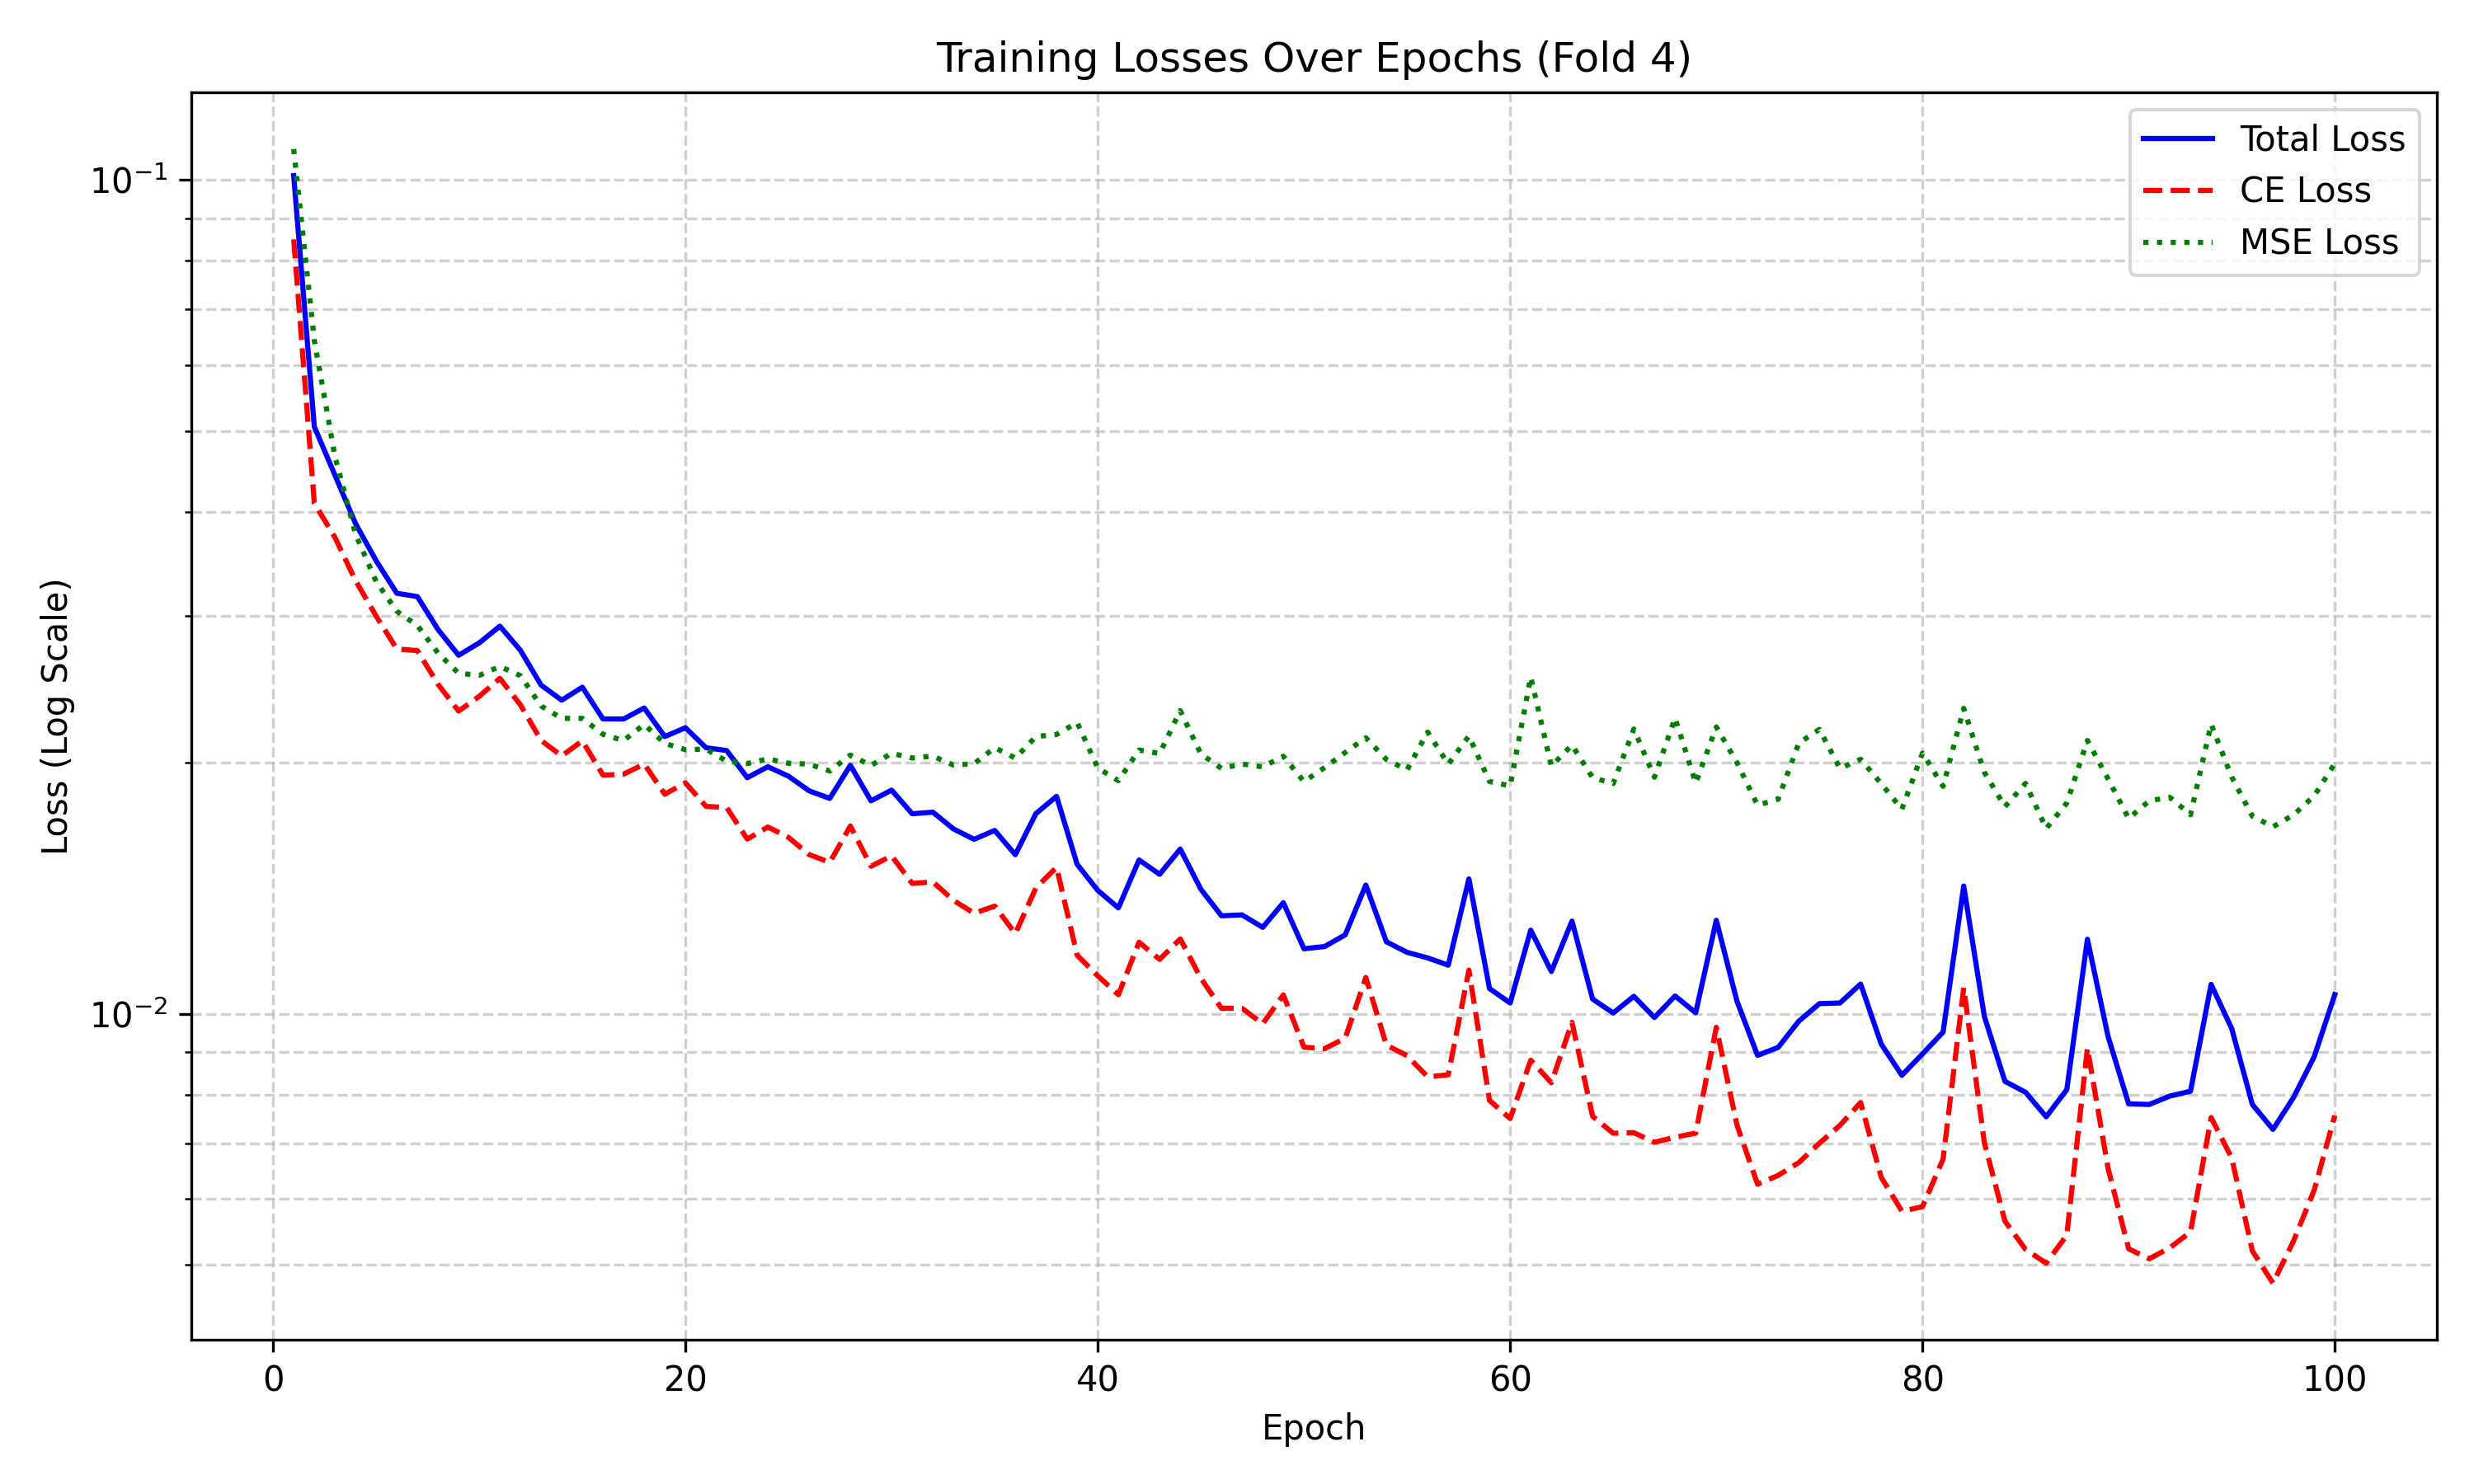 Training Losses Over Epochs (Fold 4)
Total Loss
CE Loss
MSE Loss
10⁻¹
10⁻²
Loss (Log Scale)
0 20 40 60 80 100
Epoch